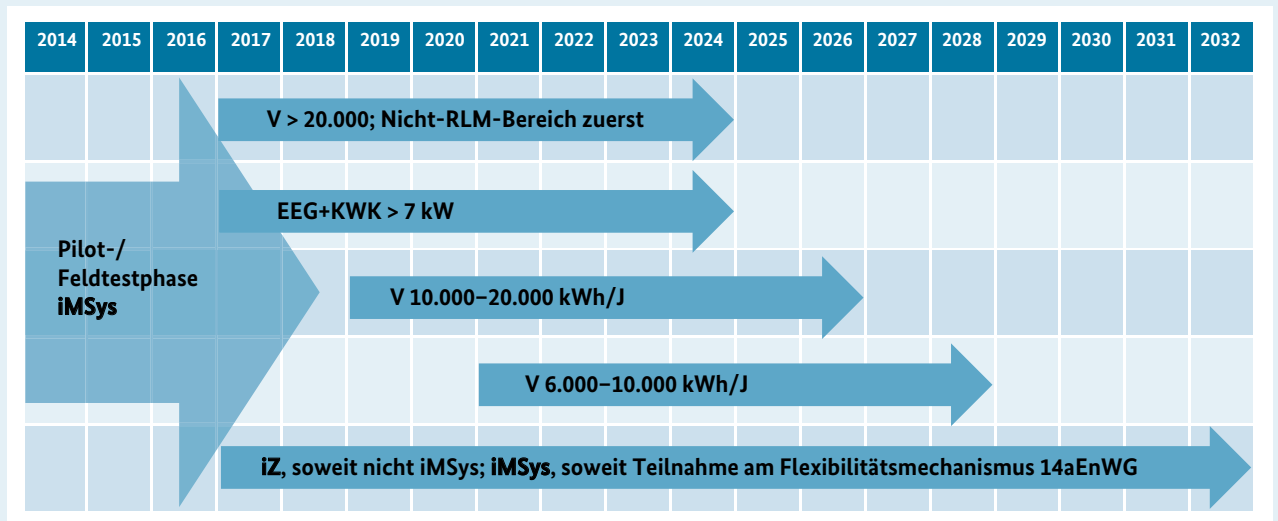 2014 2015 2016 2017 2018 2019 2020 2021 2022 2023 2024 2025 2026 2027 2028 2029 2030 2031 2032
V > 20.000; Nicht-RLM-Bereich zuerst
EEG+KWK > 7 kW
Pilot-/
Feldtestphase
iMSys
V 10.000–20.000 kWh/J
V 6.000–10.000 kWh/J
iZ, soweit nicht iMSys; iMSys, soweit Teilnahme am Flexibilitätsmechanismus 14aEnWG